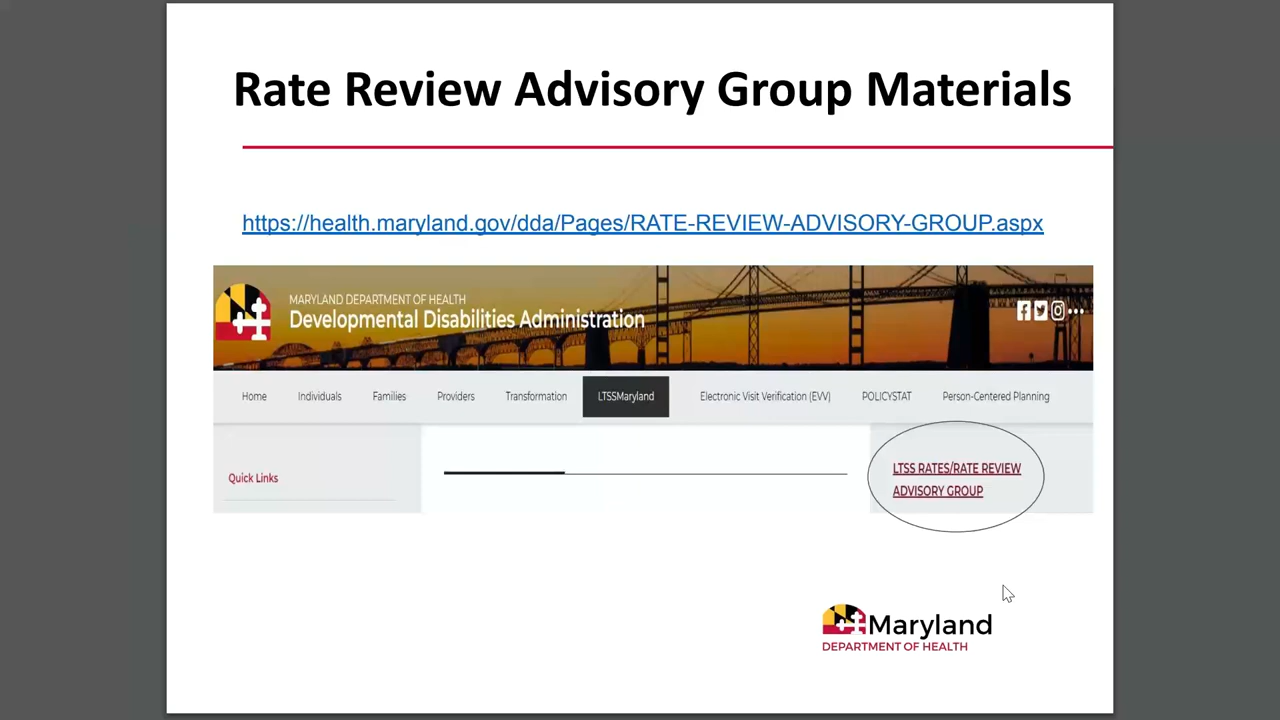 Rate Review Advisory Group Materials
https://health.maryland.gov/dda/Pages/RATE-REVIEW-ADVISORY-GROUP.aspx
MARYLAND DEPARTMENT OF HEALTH
Developmental Disabilities Administration
Home Individuals Families Providers Transformation LTSSMaryland Electronic Visit Verification (EVV) POLICYSTAT Person-Centered Planning
Quick Links
LTSS RATES/RATE REVIEW
ADVISORY GROUP
Maryland
DEPARTMENT OF HEALTH